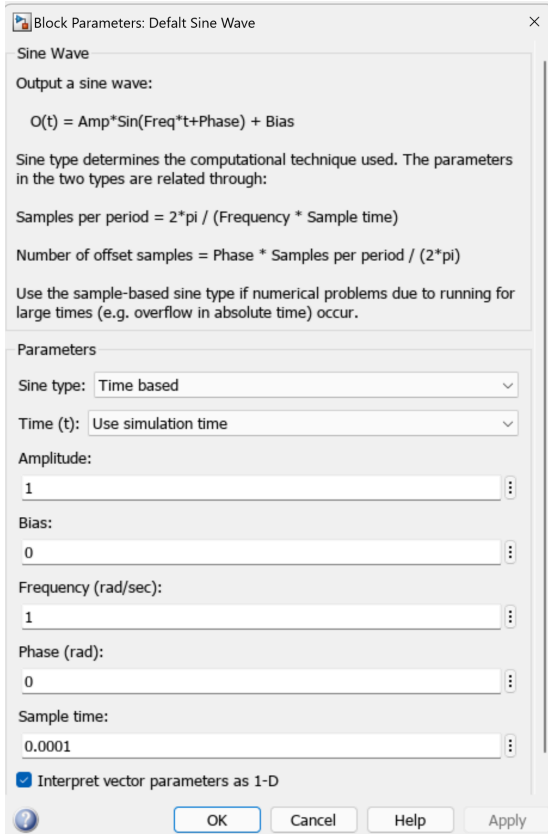 Block Parameters: Defalt Sine Wave
Sine Wave
Output a sine wave:
O(t) = Amp*Sin(Freq*t+Phase) + Bias
Sine type determines the computational technique used. The parameters
in the two types are related through:
Samples per period = 2*pi / (Frequency * Sample time)
Number of offset samples = Phase * Samples per period / (2*pi)
Use the sample-based sine type if numerical problems due to running for
large times (e.g. overflow in absolute time) occur.
Parameters
Sine type: Time based
Time (t): Use simulation time
Amplitude:
1
Bias:
0
Frequency (rad/sec):
1
Phase (rad):
0
Sample time:
0.0001
Interpret vector parameters as 1-D
OK Cancel Help Apply